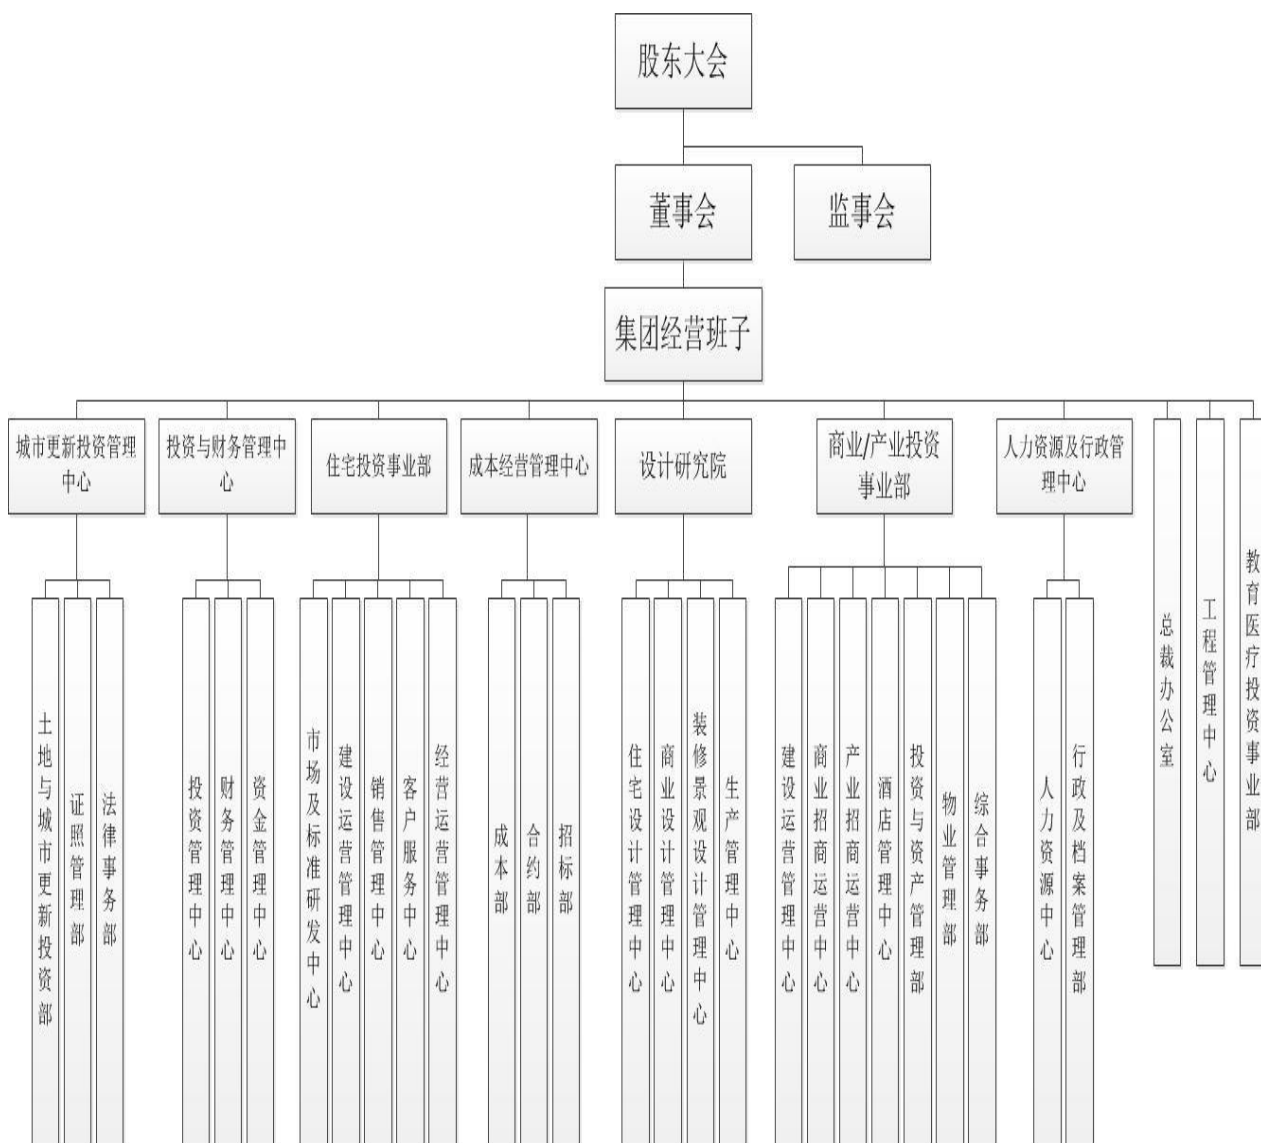 股东大会
董事会
监事会
集团经营班子
城市更新投资管理
中心
投资与财务管理中
心
住宅投资事业部
成本经营管理中心
设计研究院
商业/产业投资
事业部
人力资源及行政管
理中心
总裁办公室
工程管理中心
教育医疗投资事业部
土地与城市更新投资部
证照管理部
法律事务部
投资管理中心
财务管理中心
资金管理中心
市场及标准研发中心
建设运营管理中心
销售管理中心
客户服务中心
经营运营管理中心
成本部
合约部
招标部
住宅设计管理中心
商业设计管理中心
装修景观设计管理中心
生产管理中心
建设运营管理中心
商业招商运营中心
产业招商运营中心
酒店管理中心
投资与资产管理部
物业管理部
综合事务部
人力资源中心
行政及档案管理部